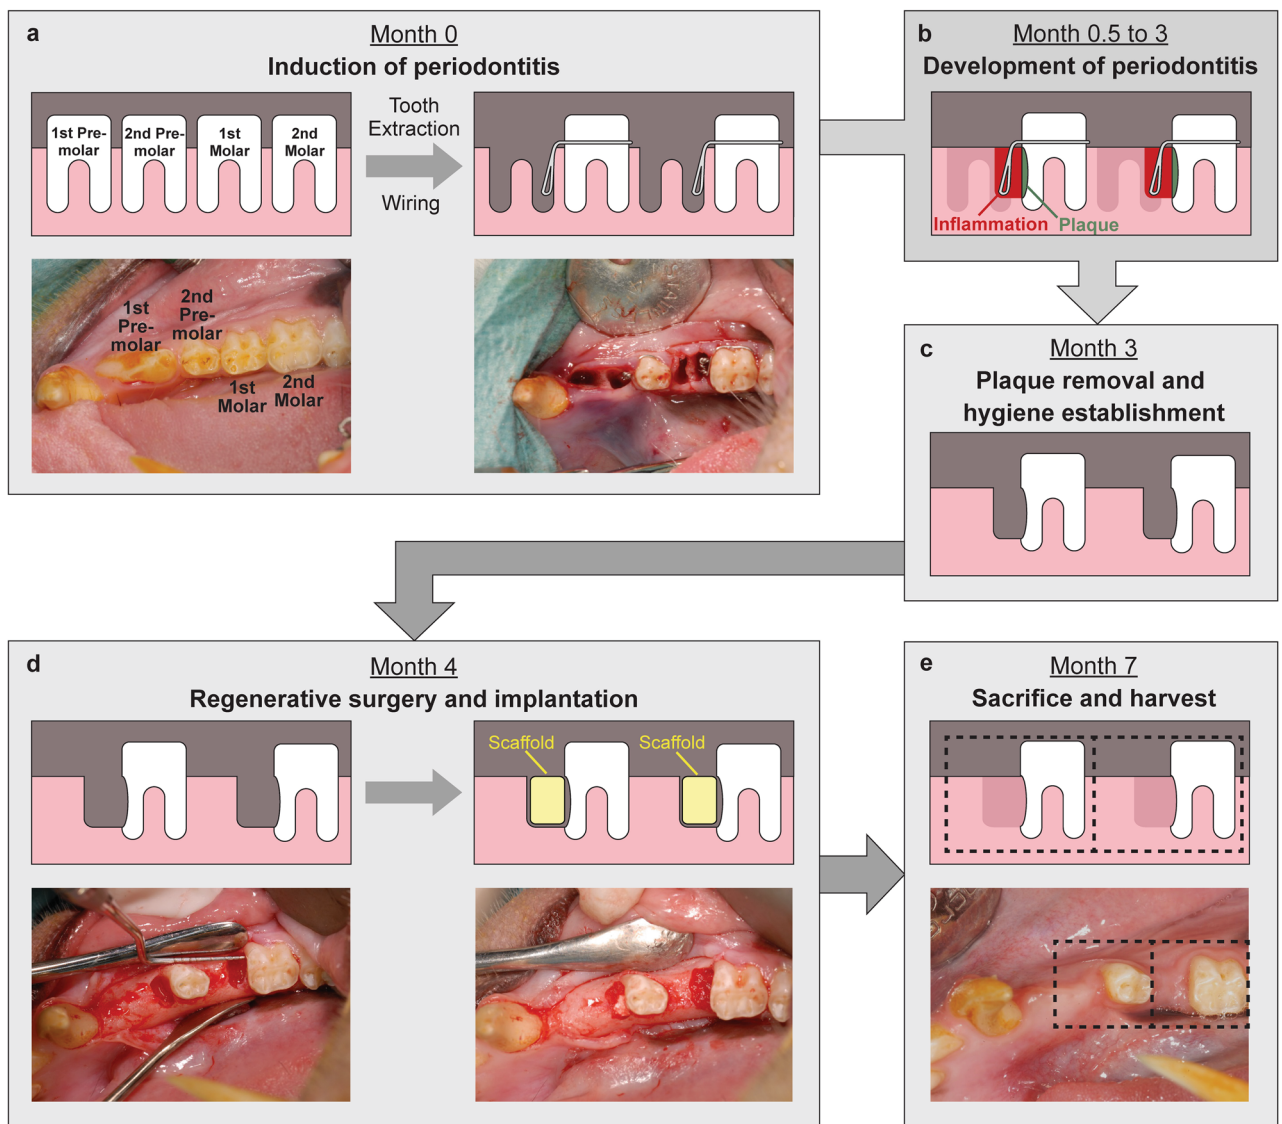 a
Month 0
Induction of periodontitis
1st Pre-
molar
2nd Pre-
molar
1st
Molar
2nd
Molar
Tooth
Extraction
Wiring
1st
Pre-
molar
2nd
Pre-
molar
1st
Molar
2nd
Molar
b
Month 0.5 to 3
Development of periodontitis
Inflammation
Plaque
c
Month 3
Plaque removal and
hygiene establishment
d
Month 4
Regenerative surgery and implantation
Scaffold
Scaffold
e
Month 7
Sacrifice and harvest